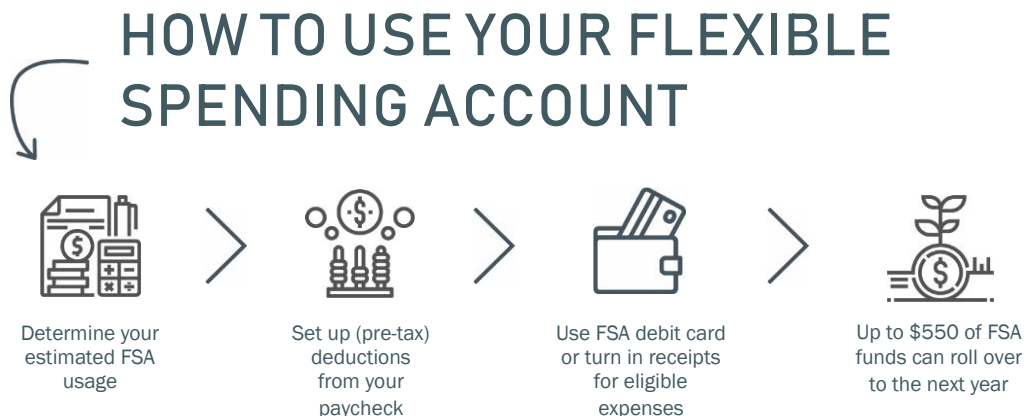 HOW TO USE YOUR FLEXIBLE
SPENDING ACCOUNT
Determine your
estimated FSA
usage
Set up (pre-tax)
deductions
from your
paycheck
Use FSA debit card
or turn in receipts
for eligible
expenses
Up to $550 of FSA
funds can roll over
to the next year